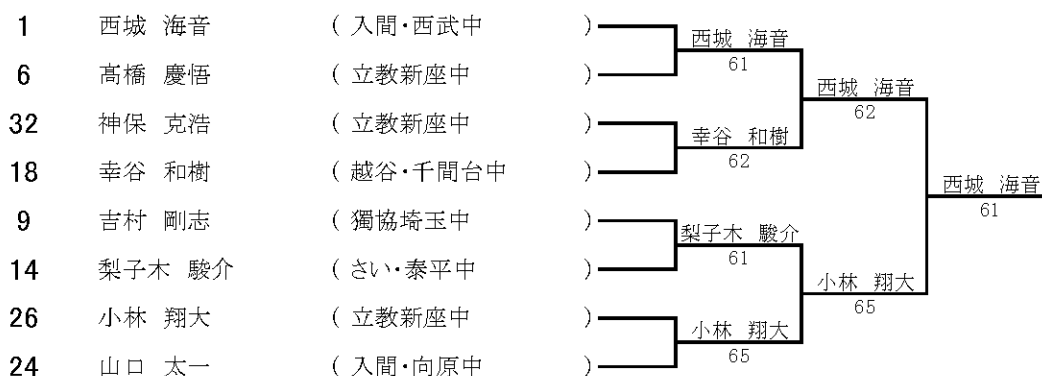 1 西城 海音 ( 入間・西武中 )
西城 海音
61
6 高橋 慶悟 ( 立教新座中 )
西城 海音
62
32 神保 克浩 ( 立教新座中 )
幸谷 和樹
62
18 幸谷 和樹 ( 越谷・千間台中 )
西城 海音
61
9 吉村 剛志 ( 獨協埼玉中 )
梨子木 駿介
61
14 梨子木 駿介 ( さい・泰平中 )
小林 翔大
65
26 小林 翔大 ( 立教新座中 )
小林 翔大
65
24 山口 太一 ( 入間・向原中 )